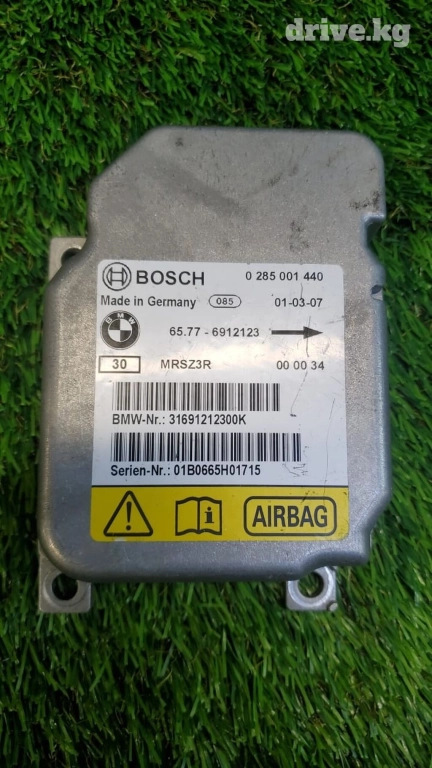 drive.kg
BOSCH 0 285 001 440
Made in Germany 085 01-03-07
BMW 65.77 - 6912123
30 MRSZ3R 00 00 34
BMW-Nr.: 31691212300K
Serien-Nr.: 01B0665H01715
AIRBAG